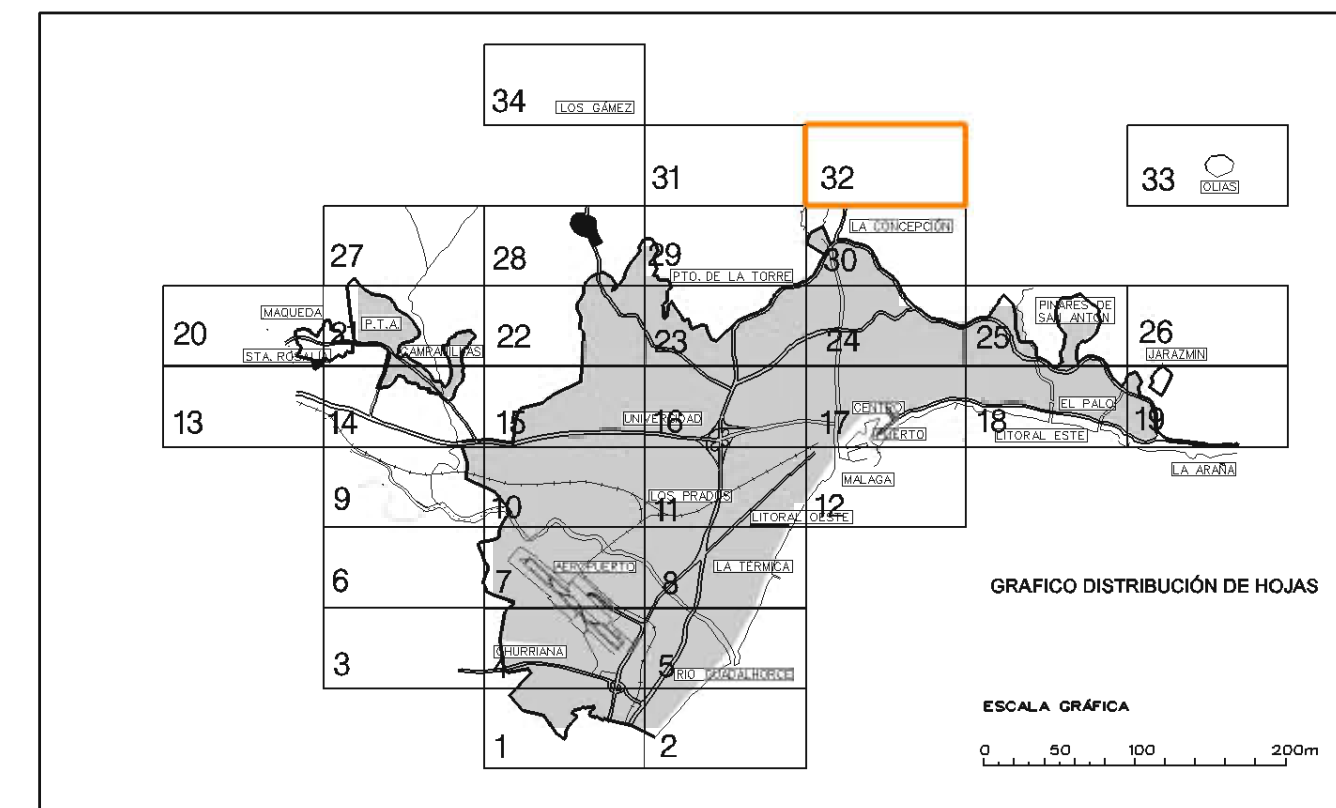 34 LOS GÁMEZ
31
32
33 OLIAS
LA CONCEPCIÓN
27
28
29
30
PTO. DE LA TORRE
MAQUEDA
P.T.A.
PINARES DE
SAN ANTON
20
STA. ROSALIA
CAMPANILLAS
22
23
24
25
26
JARAZMIN
13
14
15
UNIVERSIDAD
16
17
CENTRO
PUERTO
18
EL PALO
LITORAL ESTE
19
LA ARAÑA
MALAGA
9
10
LOS PRADOS
11
LITORAL OESTE
12
6
7
AEROPUERTO
8
LA TERMICA
GRAFICO DISTRIBUCIÓN DE HOJAS
3
CHURRIANA
5
RIO GUADALHORCE
1
2
ESCALA GRÁFICA
0 50 100 200m